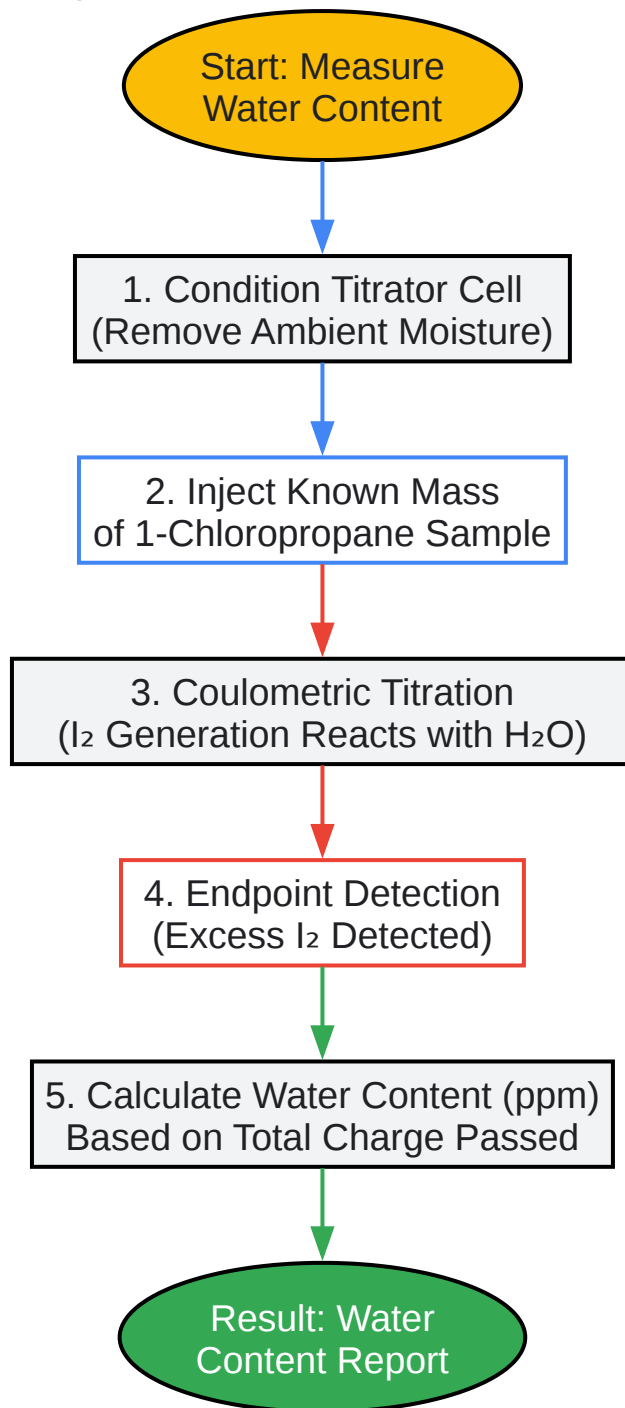 Start: Measure
Water Content
1. Condition Titrator Cell
(Remove Ambient Moisture)
2. Inject Known Mass
of 1-Chloropropane Sample
3. Coulometric Titration
(I₂ Generation Reacts with H₂O)
4. Endpoint Detection
(Excess I₂ Detected)
5. Calculate Water Content (ppm)
Based on Total Charge Passed
Result: Water
Content Report